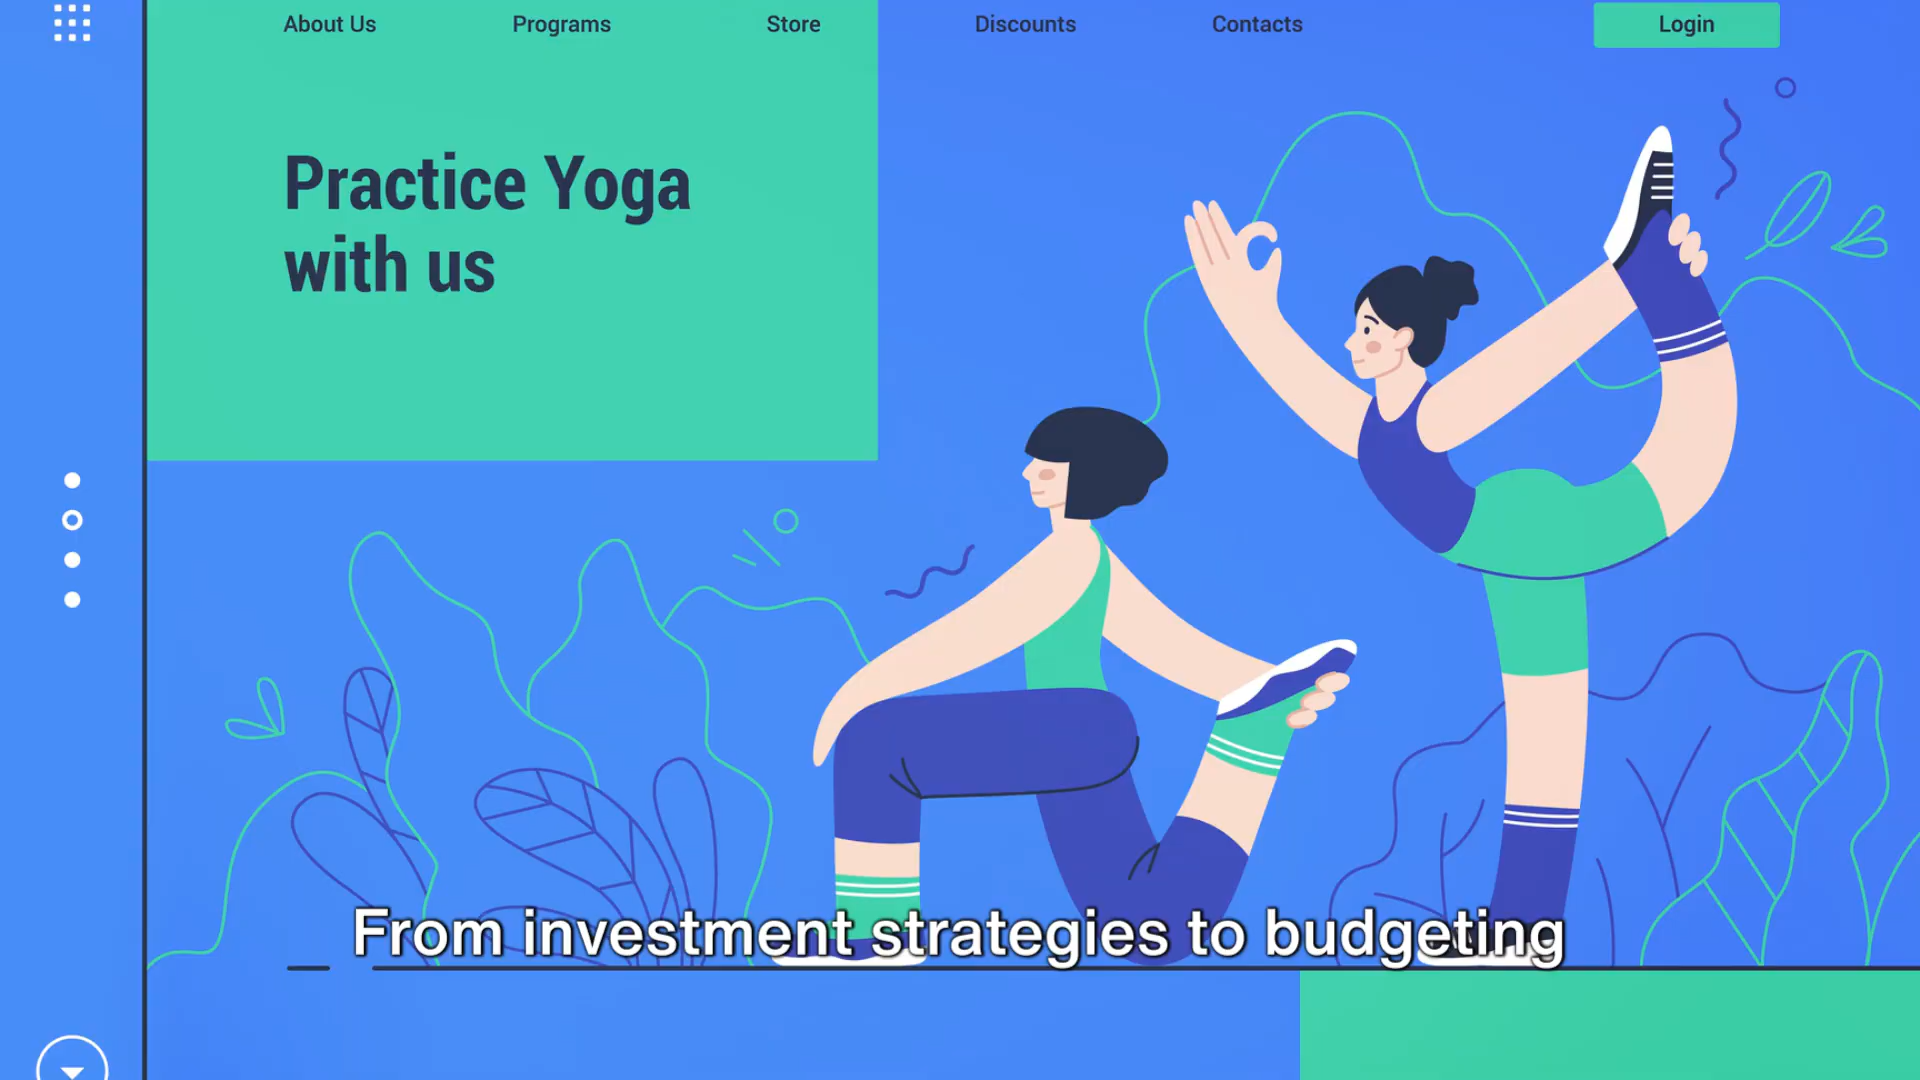 About Us Programs Store Discounts Contacts Login
Practice Yoga
with us
From investment strategies to budgeting